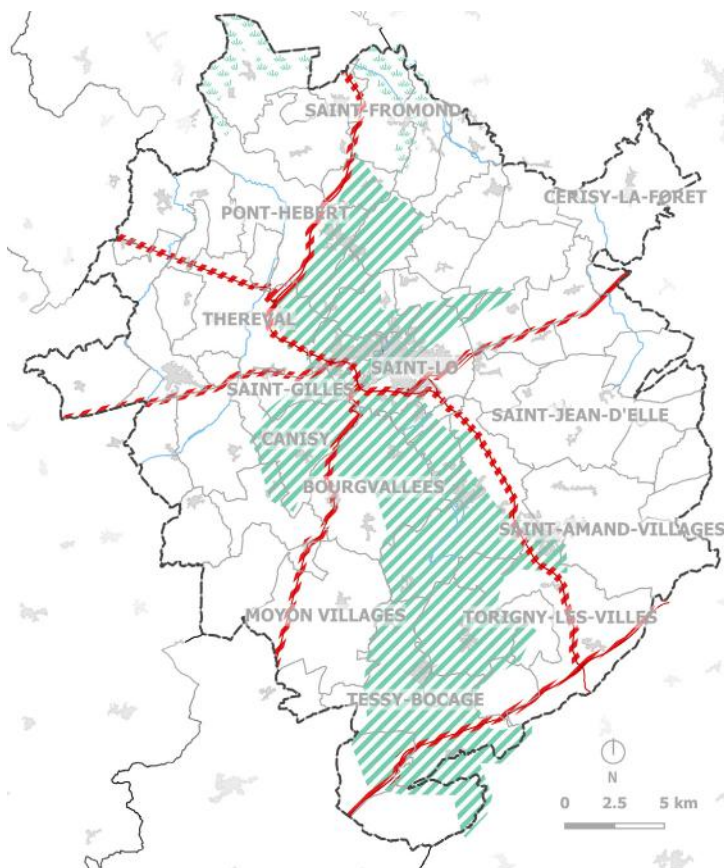 SAINT-FROMOND
CERISY-LA-FORET
PONT-HEBERT
THEREVAL
SAINT-LO
SAINT-GILLES
SAINT-JEAN-D'ELLE
CANISY
BOURGVALLEES
SAINT-AMAND-VILLAGES
MOYON VILLAGES
TORIGNY-LES-VILLES
TESSY-BOCAGE
N
0 2.5 5 km